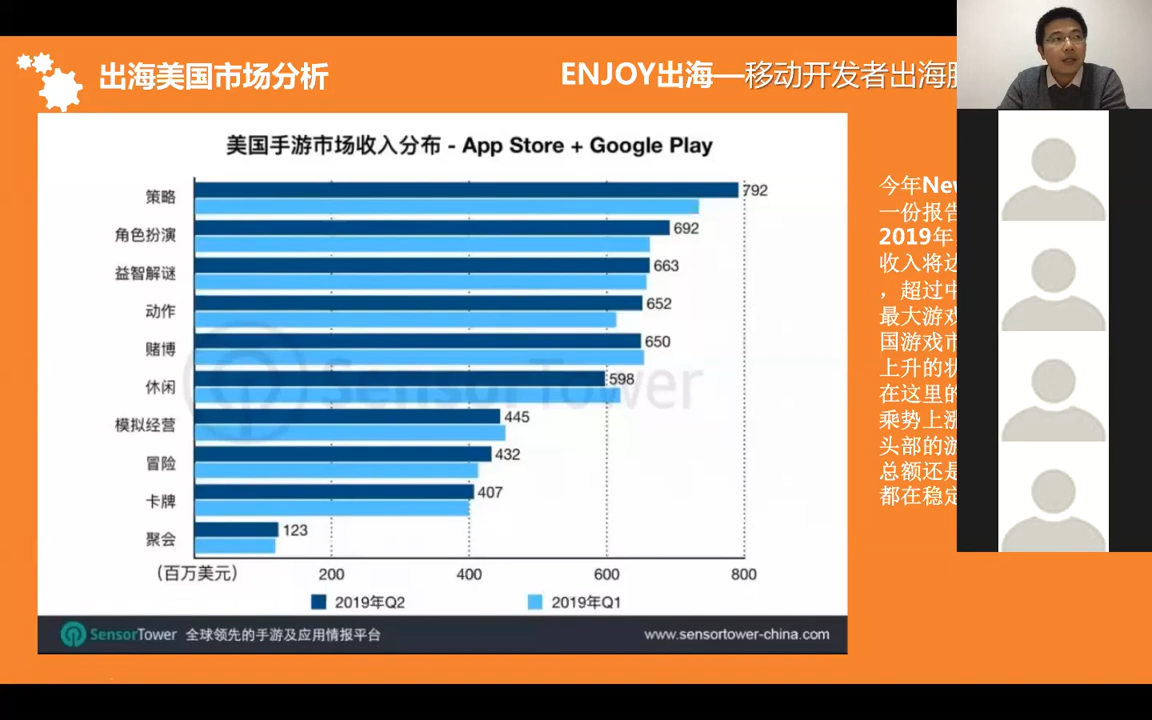 出海美国市场分析
ENJOY出海—移动开发者出海
美国手游市场收入分布 - App Store + Google Play
策略
792
角色扮演
692
益智解谜
663
动作
652
赌博
650
休闲
598
模拟经营
445
冒险
432
卡牌
407
聚会
123
SensorTower
(百万美元)
200
400
600
800
2019年Q2
2019年Q1
SensorTower 全球领先的手游及应用情报平台
www.sensortower-china.com
今年New
一份报告
2019年
收入将达
，超过中
最大游戏
国游戏市
上升的状
在这里的
乘势上涨
头部的游
总额还是
都在稳定